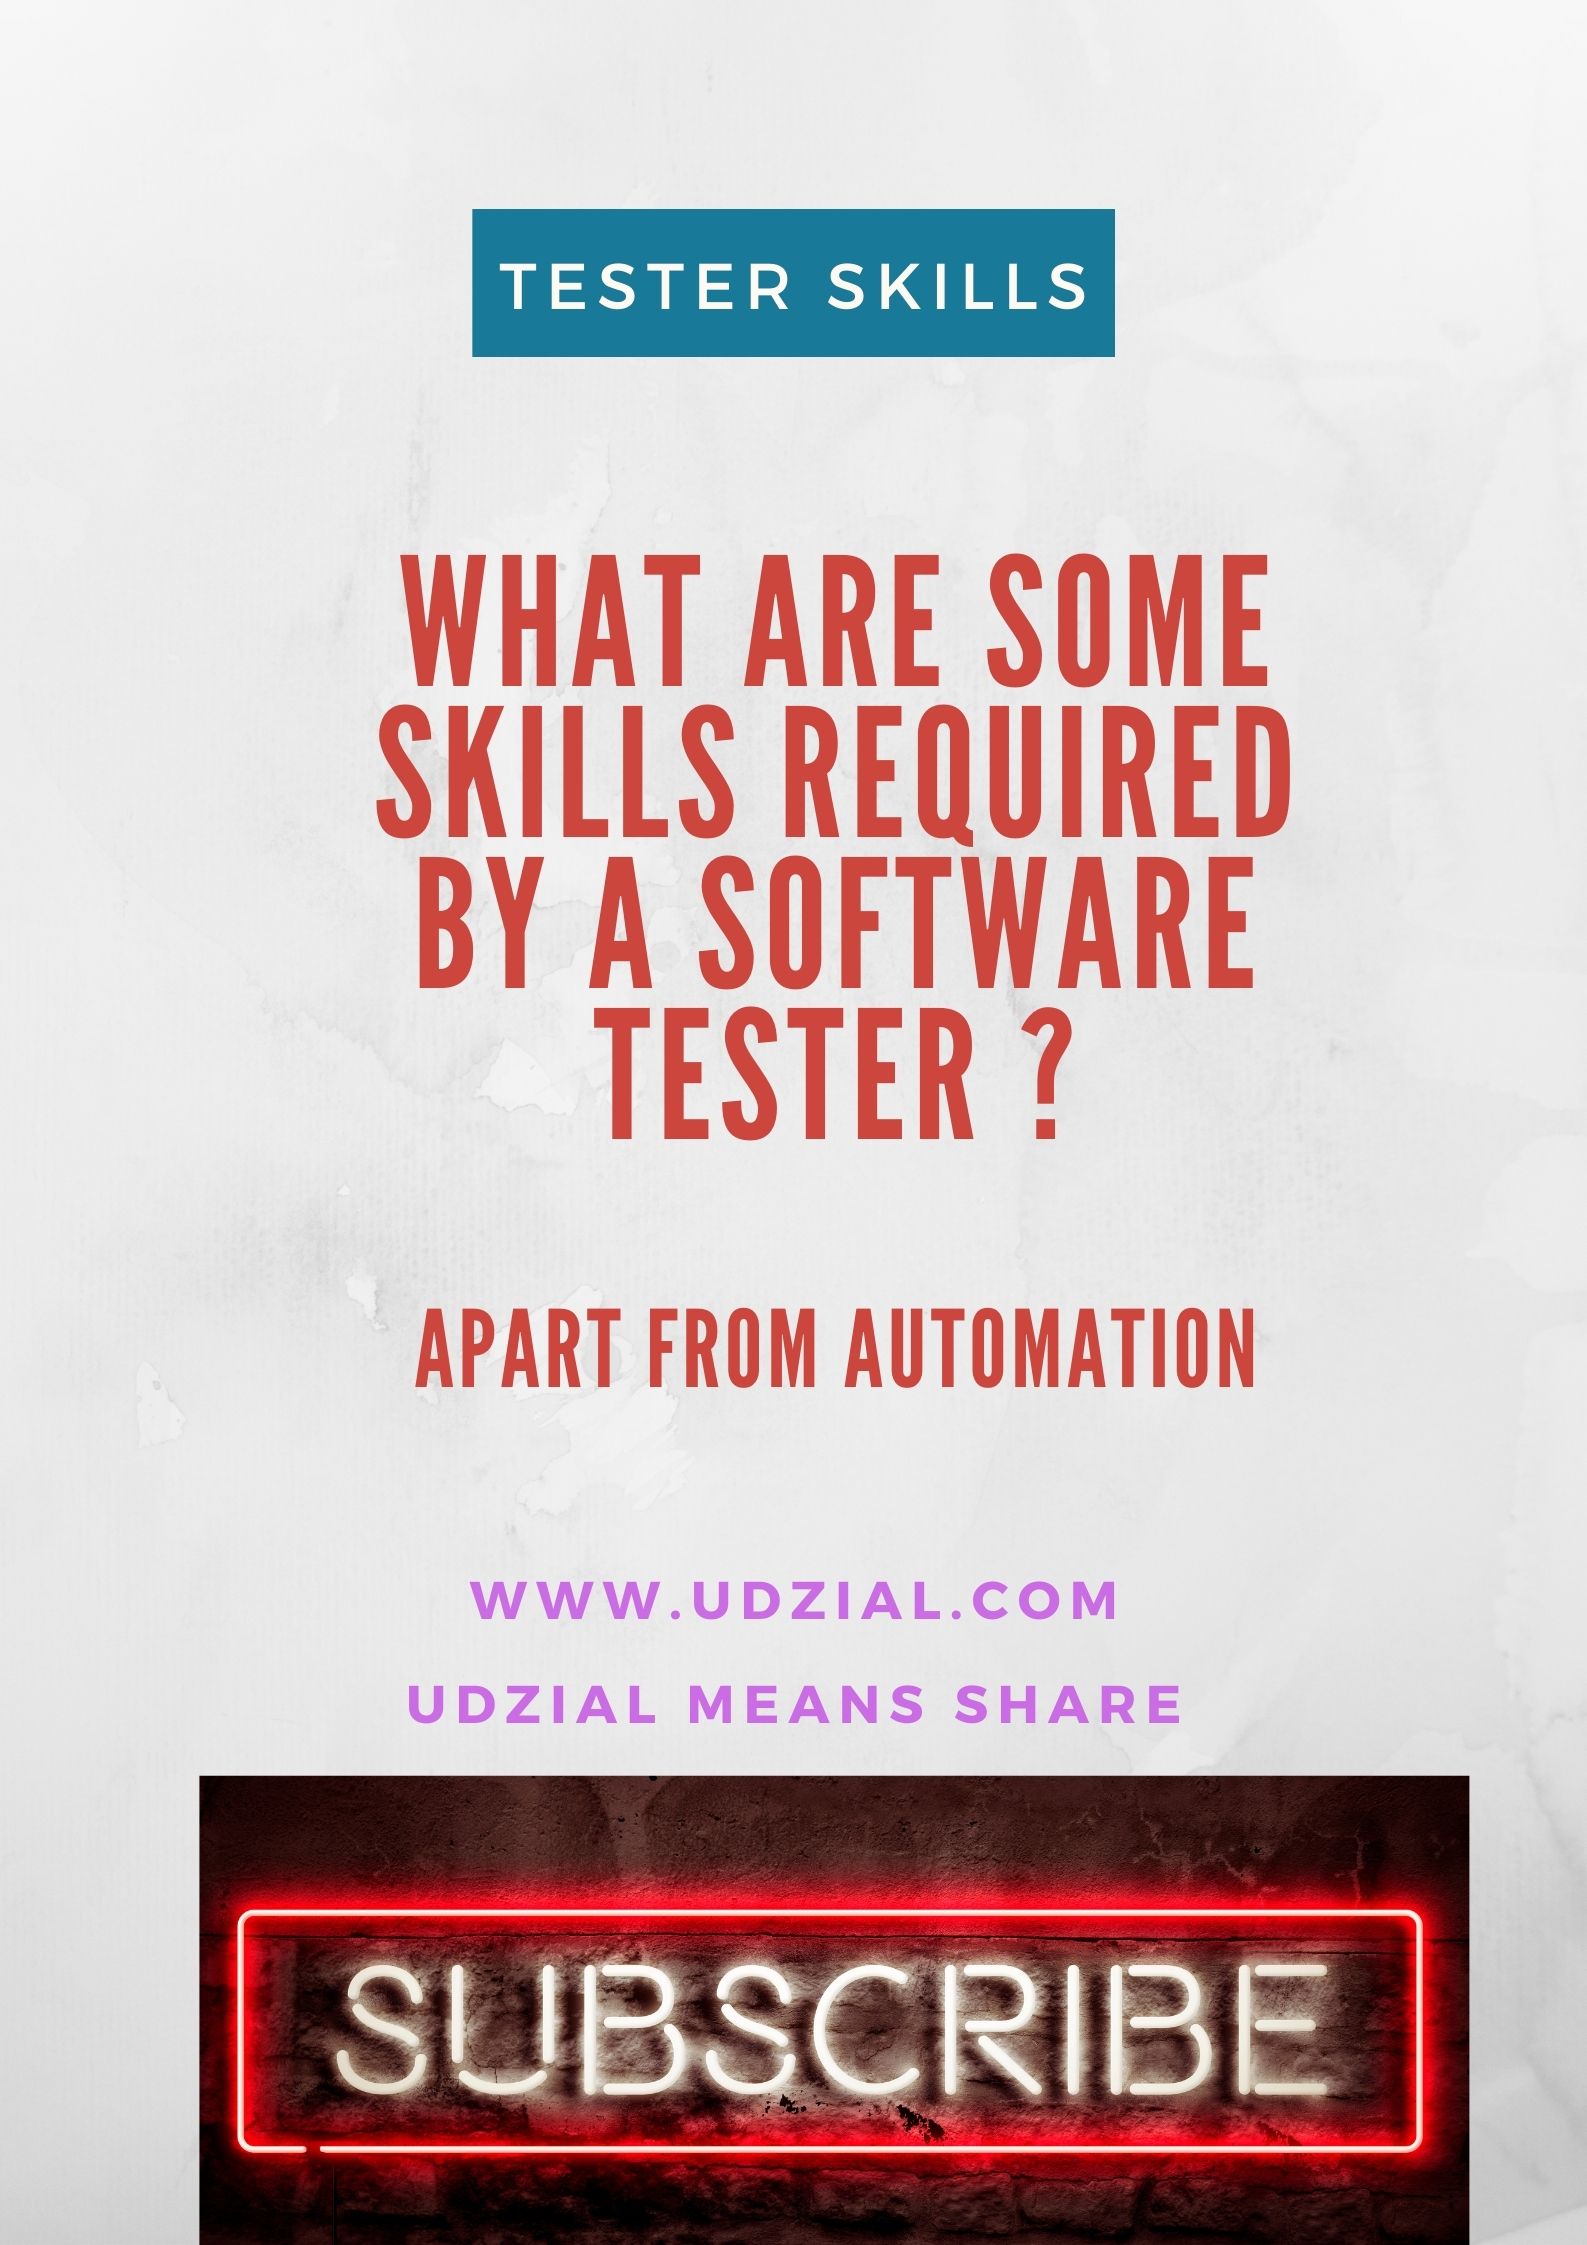 TESTER SKILLS
WHAT ARE SOME
SKILLS REQUIRED
BY A SOFTWARE
TESTER ?
APART FROM AUTOMATION
WWW.UDZIAL.COM
UDZIAL MEANS SHARE
SUBSCRIBE